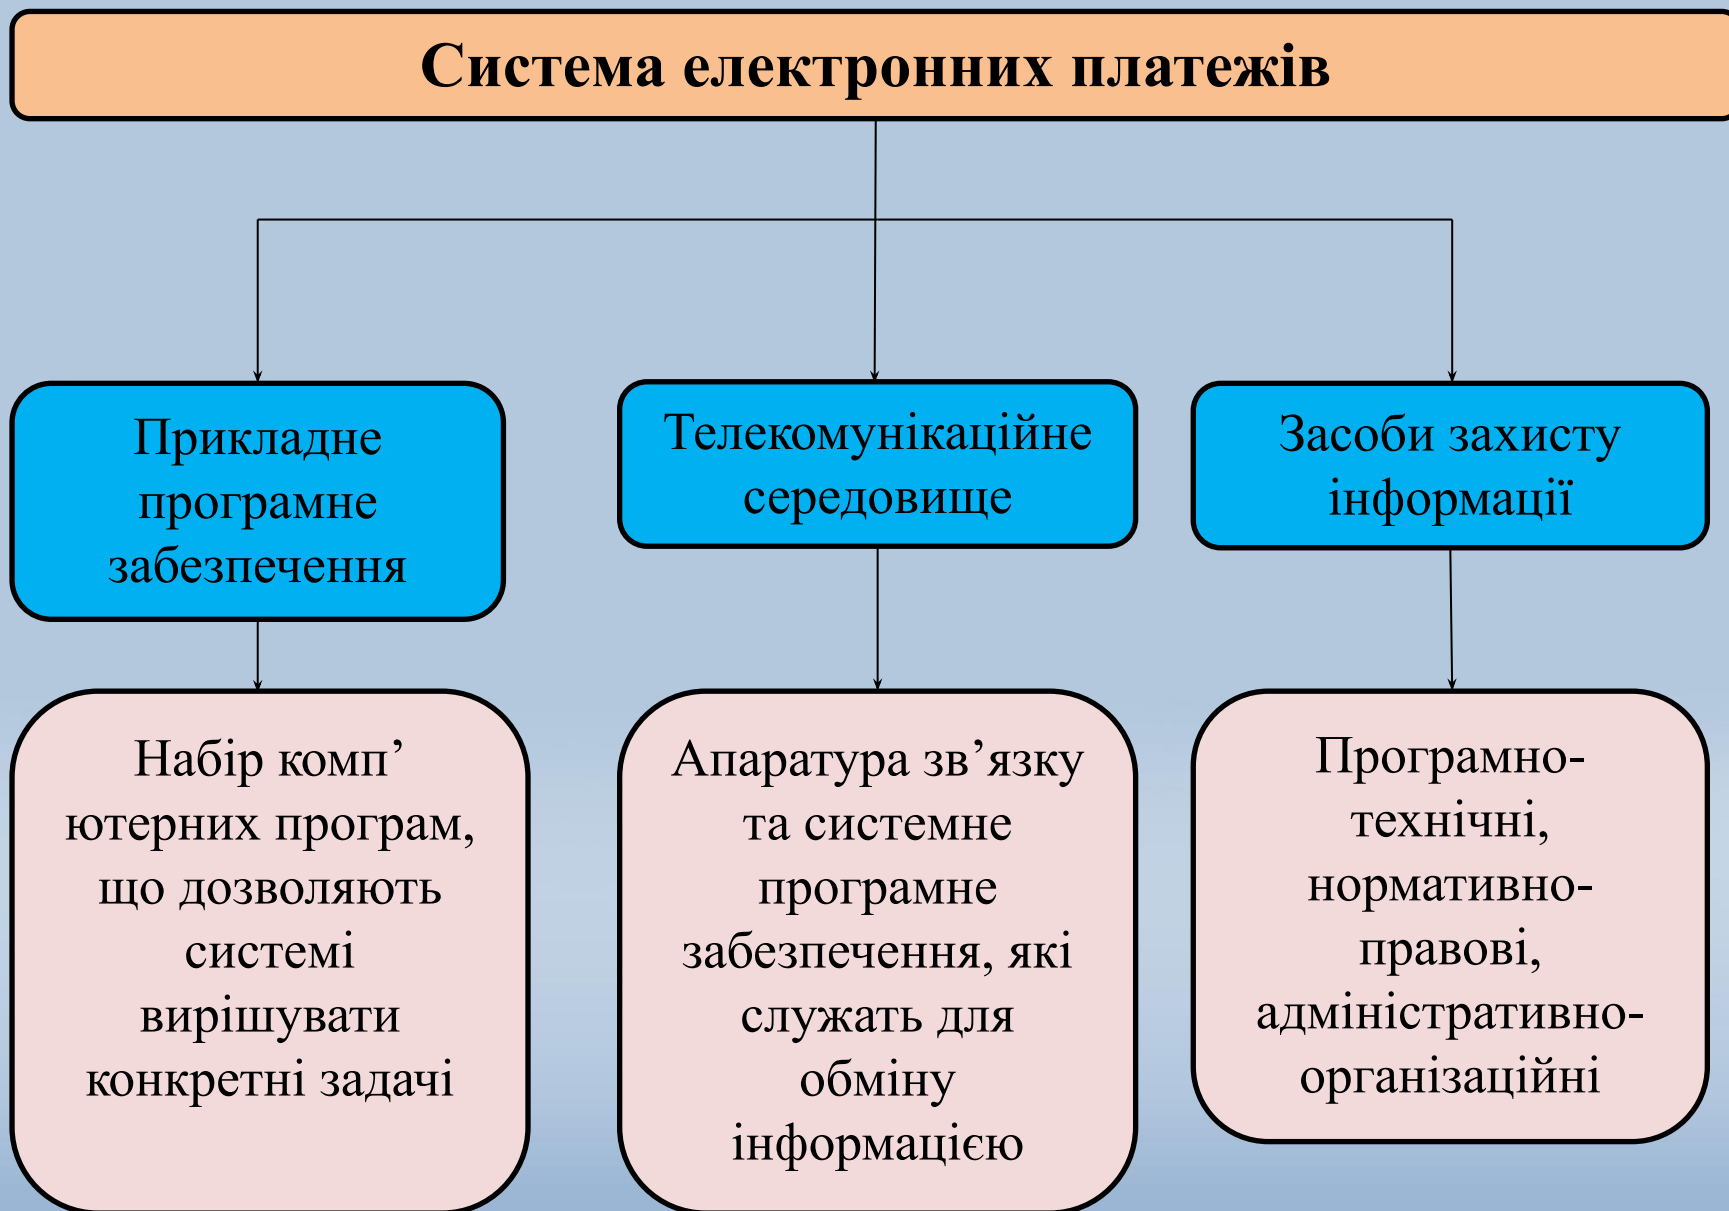 Система електронних платежів
Прикладне
програмне
забезпечення
Телекомунікаційне
середовище
Засоби захисту
інформації
Набір комп’
ютерних програм,
що дозволяють
системі
вирішувати
конкретні задачі
Апаратура зв’язку
та системне
програмне
забезпечення, які
служать для
обміну
інформацією
Програмно-
технічні,
нормативно-
правові,
адміністративно-
організаційні